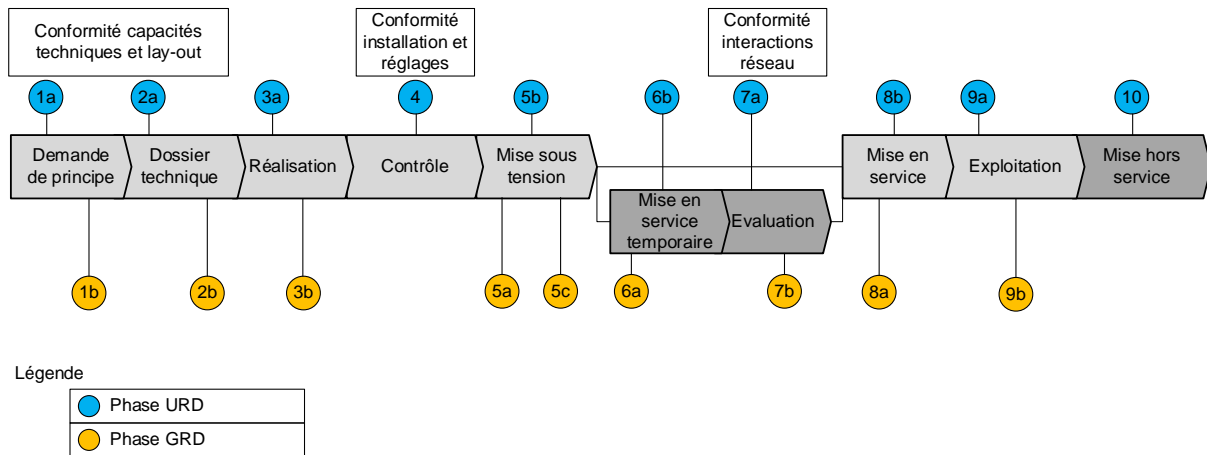 Conformité capacités
techniques et lay-out
Conformité
installation et
réglages
Conformité
interactions
réseau
1a
2a
3a
4
5b
6b
7a
8b
9a
10
Demande
de principe
Dossier
technique
Réalisation
Contrôle
Mise sous
tension
Mise en
service
temporaire
Evaluation
Mise en
service
Exploitation
Mise hors
service
1b
2b
3b
5a
5c
6a
7b
8a
9b
Légende
Phase URD
Phase GRD